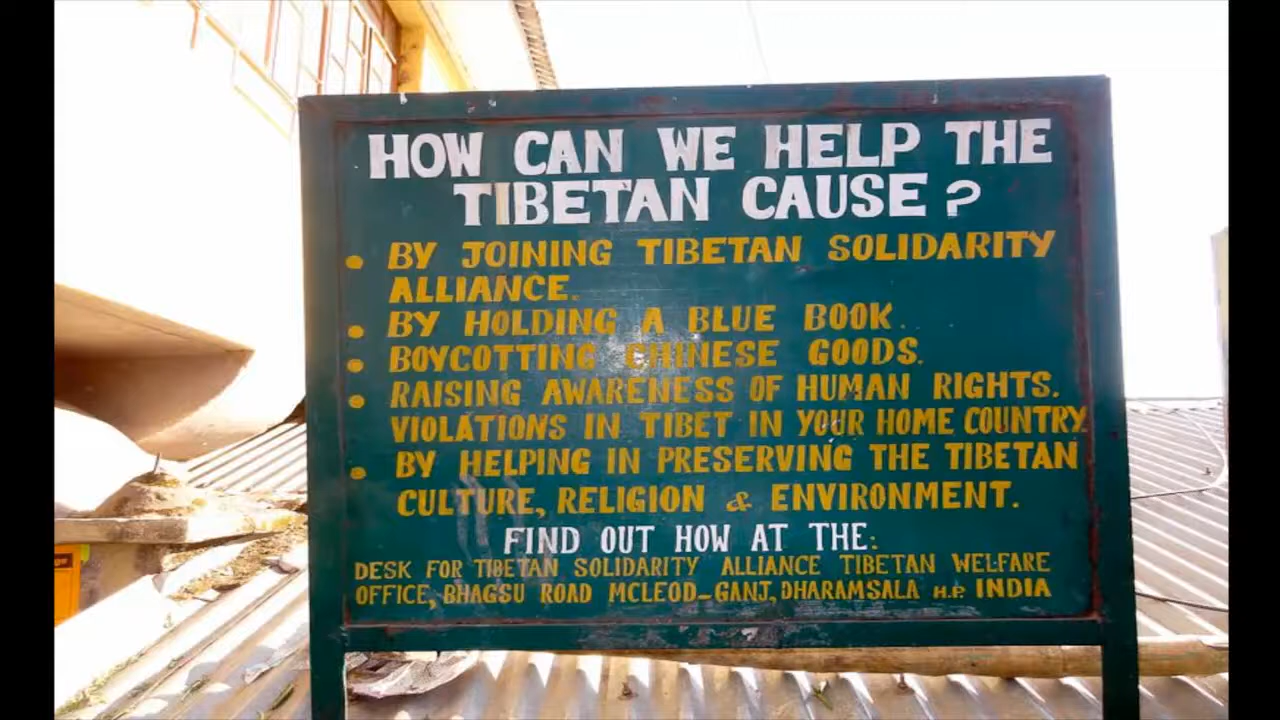 HOW CAN WE HELP THE
TIBETAN CAUSE?
• BY JOINING TIBETAN SOLIDARITY
ALLIANCE.
• BY HOLDING A BLUE BOOK.
• BOYCOTTING CHINESE GOODS.
• RAISING AWARENESS OF HUMAN RIGHTS.
VIOLATIONS IN TIBET IN YOUR HOME COUNTRY.
• BY HELPING IN PRESERVING THE TIBETAN
CULTURE, RELIGION & ENVIRONMENT.
FIND OUT HOW AT THE:
DESK FOR TIBETAN SOLIDARITY ALLIANCE TIBETAN WELFARE
OFFICE, BHAGSU ROAD MCLEOD-GANJ, DHARAMSALA H.P. INDIA